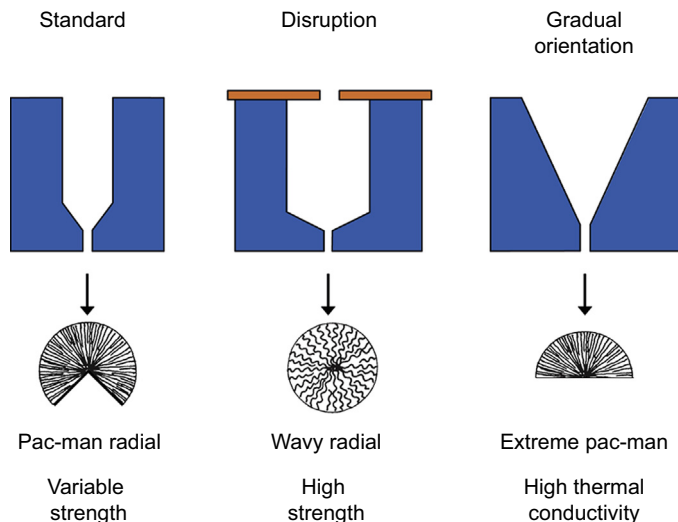 Standard
Disruption
Gradual
orientation
Pac-man radial
Wavy radial
Extreme pac-man
Variable
strength
High
strength
High thermal
conductivity